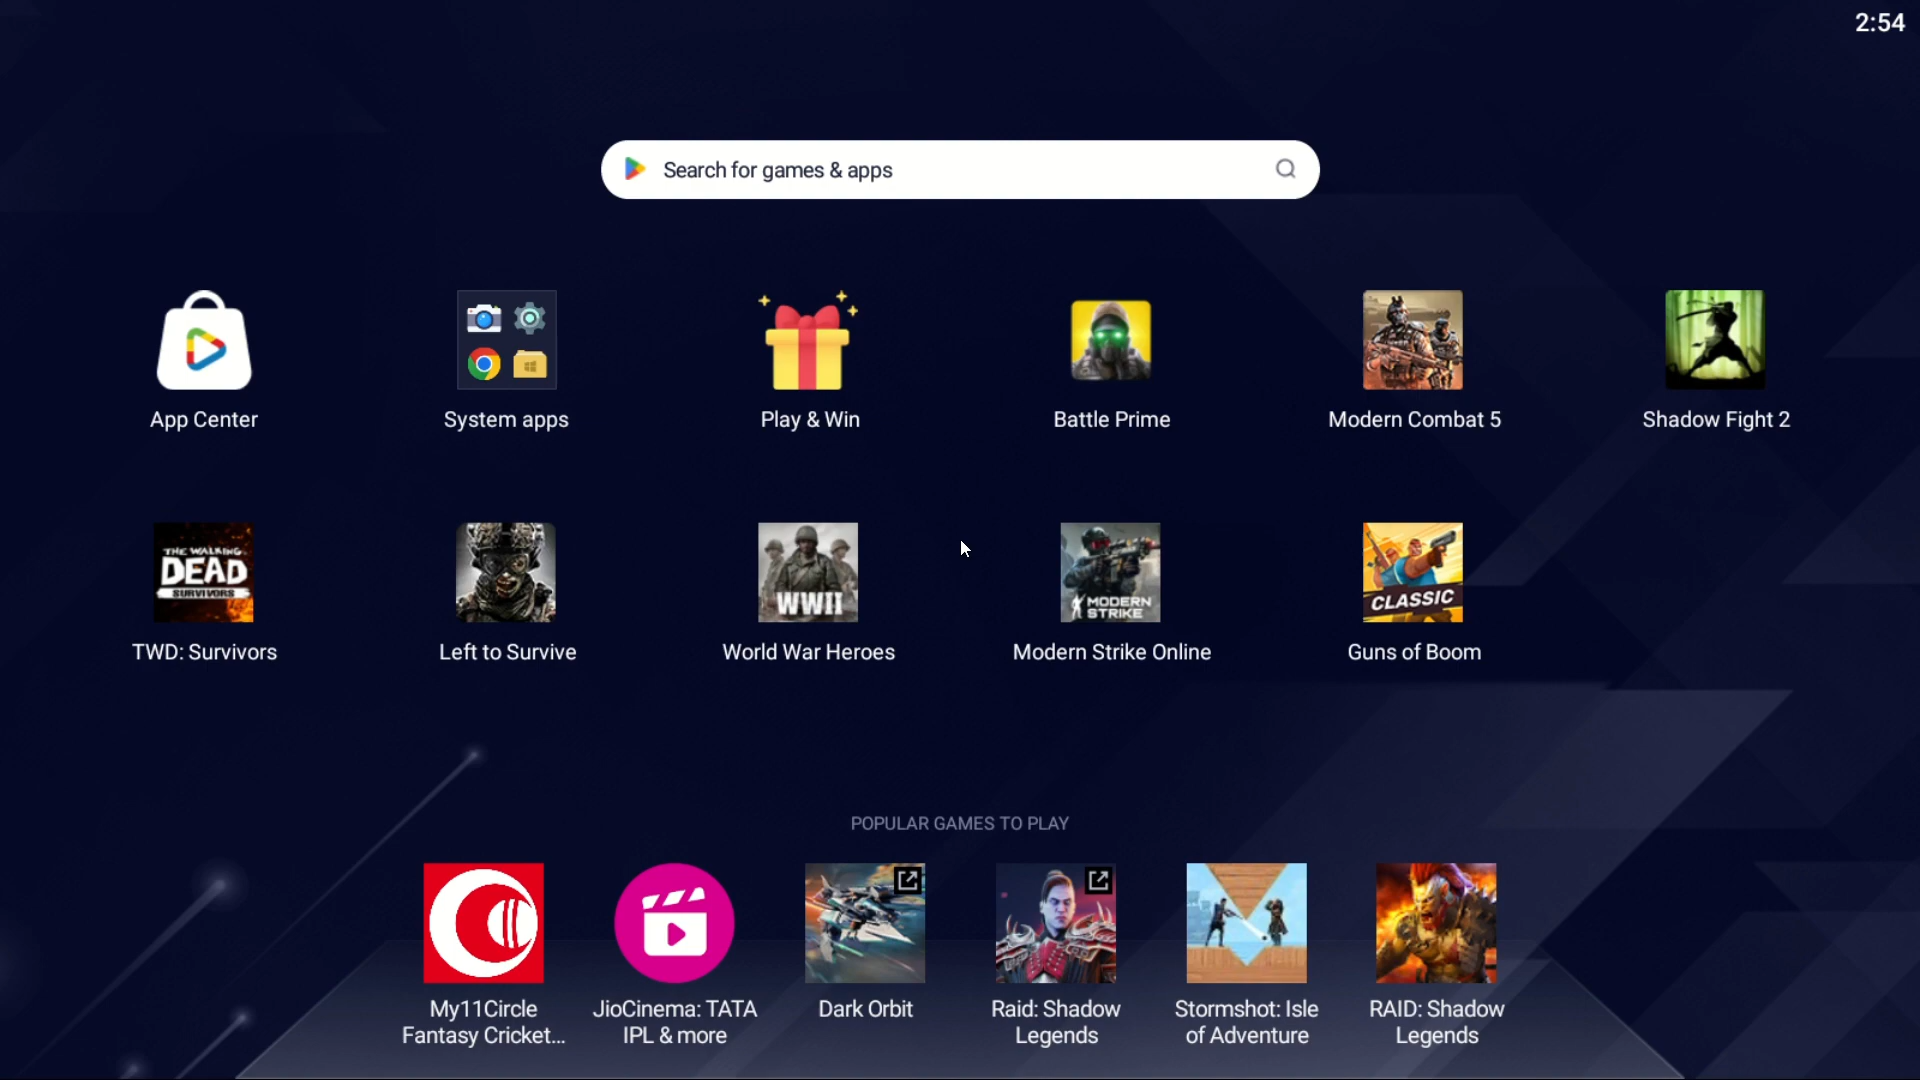 2:54
Search for games & apps
App Center
System apps
Play & Win
Battle Prime
Modern Combat 5
Shadow Fight 2
THE WALKING
DEAD
SURVIVORS
WWII
MODERN
STRIKE
CLASSIC
TWD: Survivors
Left to Survive
World War Heroes
Modern Strike Online
Guns of Boom
POPULAR GAMES TO PLAY
My11Circle
Fantasy Cricket...
JioCinema: TATA
IPL & more
Dark Orbit
Raid: Shadow
Legends
Stormshot: Isle
of Adventure
RAID: Shadow
Legends